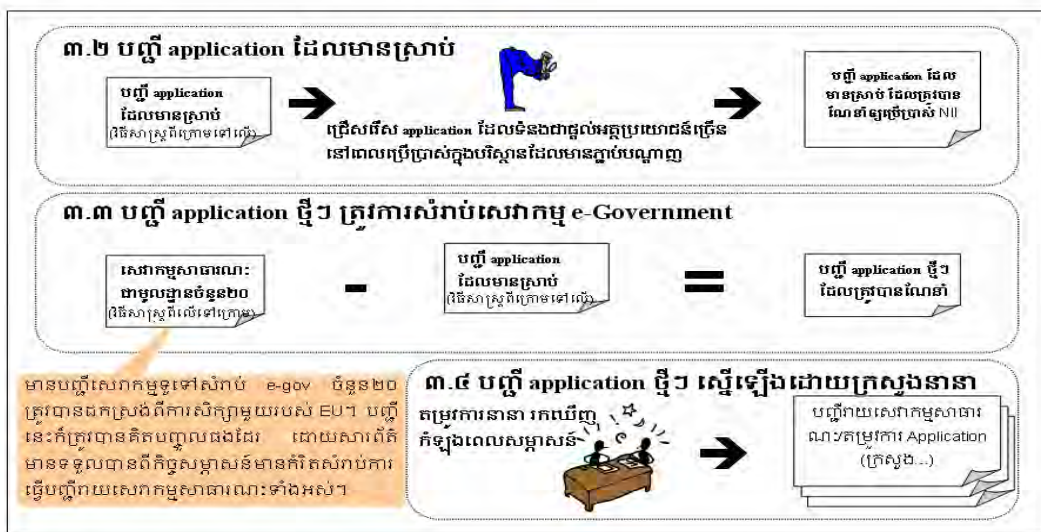 ៣.២ បញ្ជី application ដែលមានស្រាប់
បញ្ជី application
ដែលមានស្រាប់
(វិធីសាស្រ្តពីក្រោមទៅលើ)
ជ្រើសរើស application ដែលទំនងជាផ្តល់អត្ថប្រយោជន៍ច្រើន
នៅពេលប្រើប្រាស់ក្នុងបរិស្ថានដែលមានភ្ជាប់បណ្តាញ
បញ្ជី application ដែល
មានស្រាប់ ដែលត្រូវបាន
ណែនាំឲ្យប្រើប្រាស់ NII
៣.៣ បញ្ជី application ថ្មីៗ ត្រូវការសំរាប់សេវាកម្ម e-Government
សេវាកម្មសាធារណៈ
ជាមូលដ្ឋានចំនួន២០
(វិធីសាស្រ្តពីលើទៅក្រោម)
-
បញ្ជី application
ដែលមានស្រាប់
(វិធីសាស្រ្តពីក្រោមទៅលើ)
=
បញ្ជី application ថ្មីៗ
ដែលត្រូវបានណែនាំ
មានបញ្ជីសេវាកម្មទូទៅសំរាប់ e-gov ចំនួន២០
ត្រូវបានដកស្រង់ពីការសិក្សាមួយរបស់ EU។ បញ្ជី
នេះក៏ត្រូវបានគិតបញ្ចូលផងដែរ ដោយសារព័ត៌
មានទទួលបានពីកិច្ចសម្ភាសន៍មានកំរិតសំរាប់ការ
ធ្វើបញ្ជីរាយសេវាកម្មសាធារណៈទាំងអស់។
៣.៤ បញ្ជី application ថ្មីៗ ស្នើឡើងដោយក្រសួងនានា
តម្រូវការនានា រកឃើញ
កំឡុងពេលសម្ភាសន៍
បញ្ជីរាយសេវាកម្មសាធារ
ណៈ/តម្រូវការ Application
(ក្រសួង...)